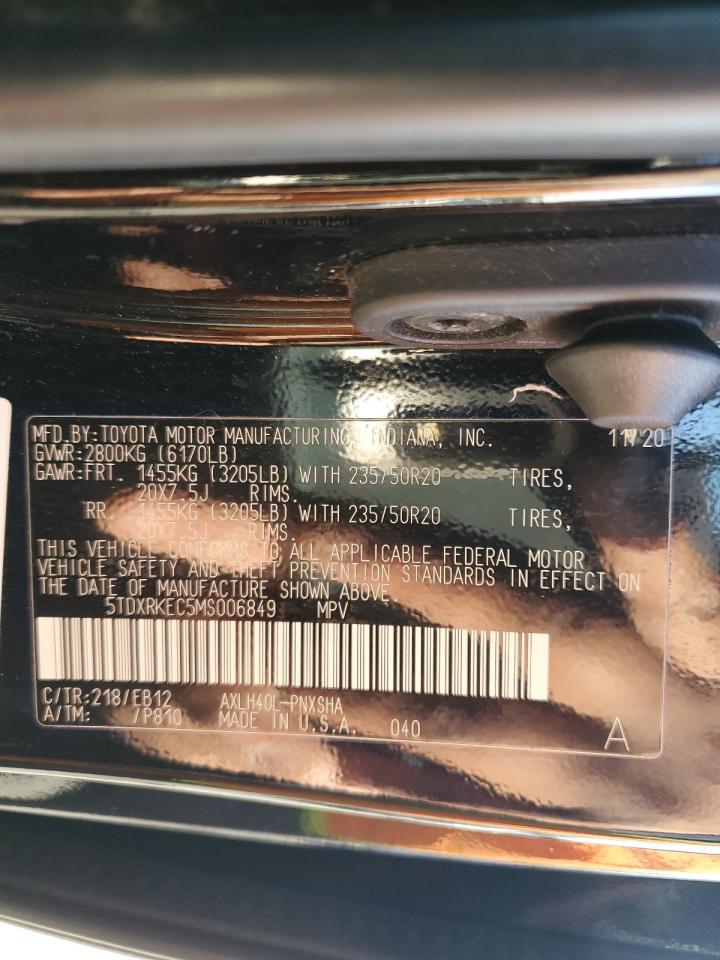 MFD.BY:TOYOTA MOTOR MANUFACTURING, INDIANA, INC. 11/20
GVWR:2800KG (6170LB)
GAWR:FRT. 1455KG (3205LB) WITH 235/50R20 TIRES,
20X7.5J RIMS.
RR. 1455KG (3205LB) WITH 235/50R20 TIRES,
20X7.5J RIMS.
THIS VEHICLE CONFORMS TO ALL APPLICABLE FEDERAL MOTOR
VEHICLE SAFETY AND THEFT PREVENTION STANDARDS IN EFFECT ON
THE DATE OF MANUFACTURE SHOWN ABOVE.
5TDXRKEC5MS006849 MPV
C/TR:218/EB12 AXLH40L-PNXSHA
A/TM: /P810 MADE IN U.S.A. 040 A